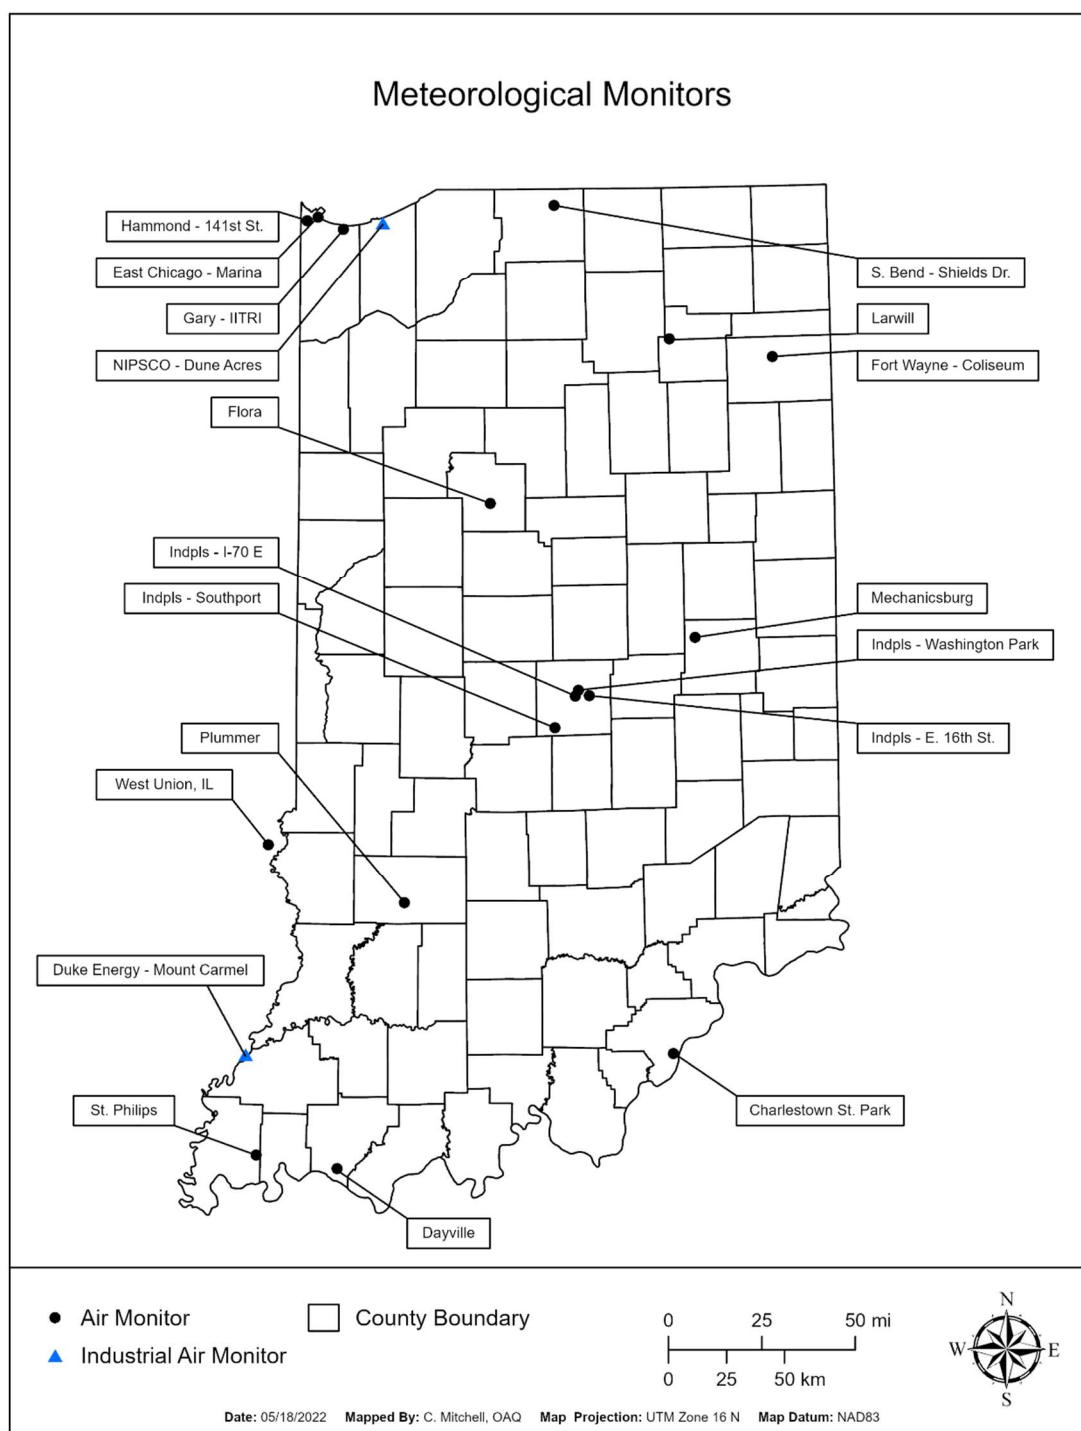 Meteorological Monitors
Hammond - 141st St.
East Chicago - Marina
S. Bend - Shields Dr.
Gary - IITRI
Larwill
NIPSCO - Dune Acres
Fort Wayne - Coliseum
Flora
Indpls - I-70 E
Indpls - Southport
Mechanicsburg
Indpls - Washington Park
Plummer
Indpls - E. 16th St.
West Union, IL
Duke Energy - Mount Carmel
St. Philips
Charlestown St. Park
Dayville
Air Monitor
County Boundary
Industrial Air Monitor
0 25 50 mi
0 25 50 km
N
W E
S
Date: 05/18/2022 Mapped By: C. Mitchell, OAQ Map Projection: UTM Zone 16 N Map Datum: NAD83